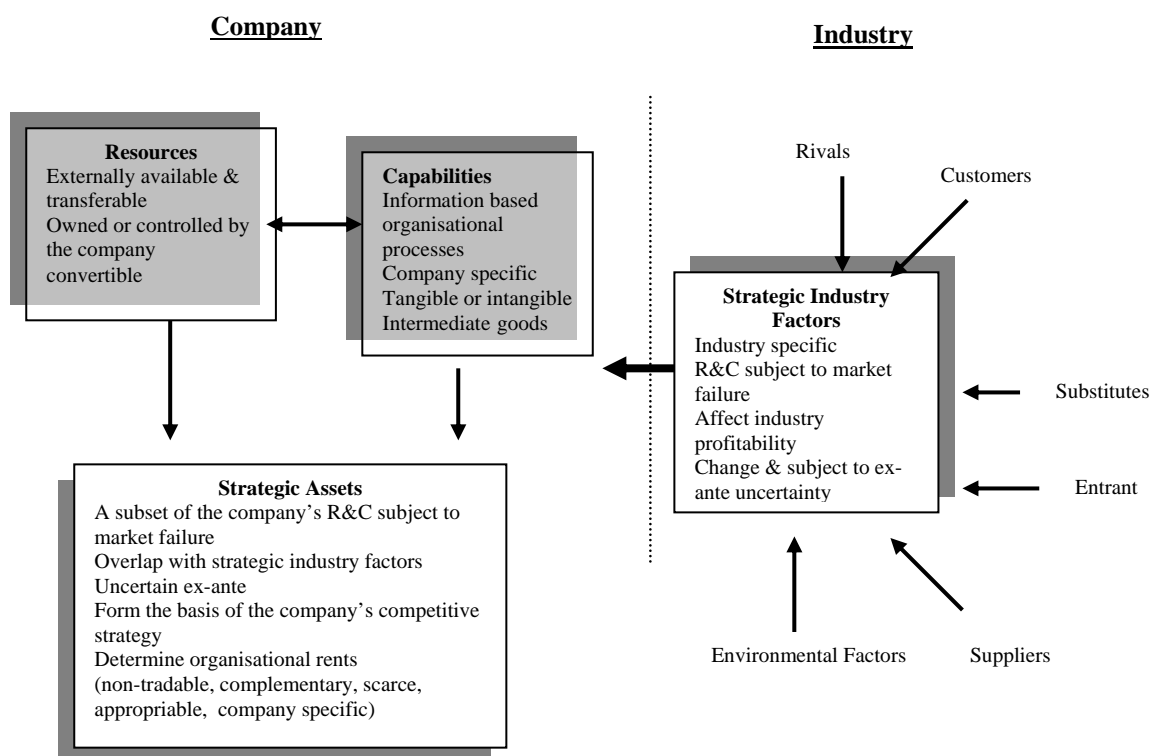 Company
Industry
Resources
Externally available &
transferable
Owned or controlled by
the company
convertible
Capabilities
Information based
organisational
processes
Company specific
Tangible or intangible
Intermediate goods
Rivals
Customers
Strategic Industry
Factors
Industry specific
R&C subject to market
failure
Affect industry
profitability
Change & subject to ex-
ante uncertainty
Substitutes
Entrant
Environmental Factors
Suppliers
Strategic Assets
A subset of the company’s R&C subject to
market failure
Overlap with strategic industry factors
Uncertain ex-ante
Form the basis of the company’s competitive
strategy
Determine organisational rents
(non-tradable, complementary, scarce,
appropriable, company specific)